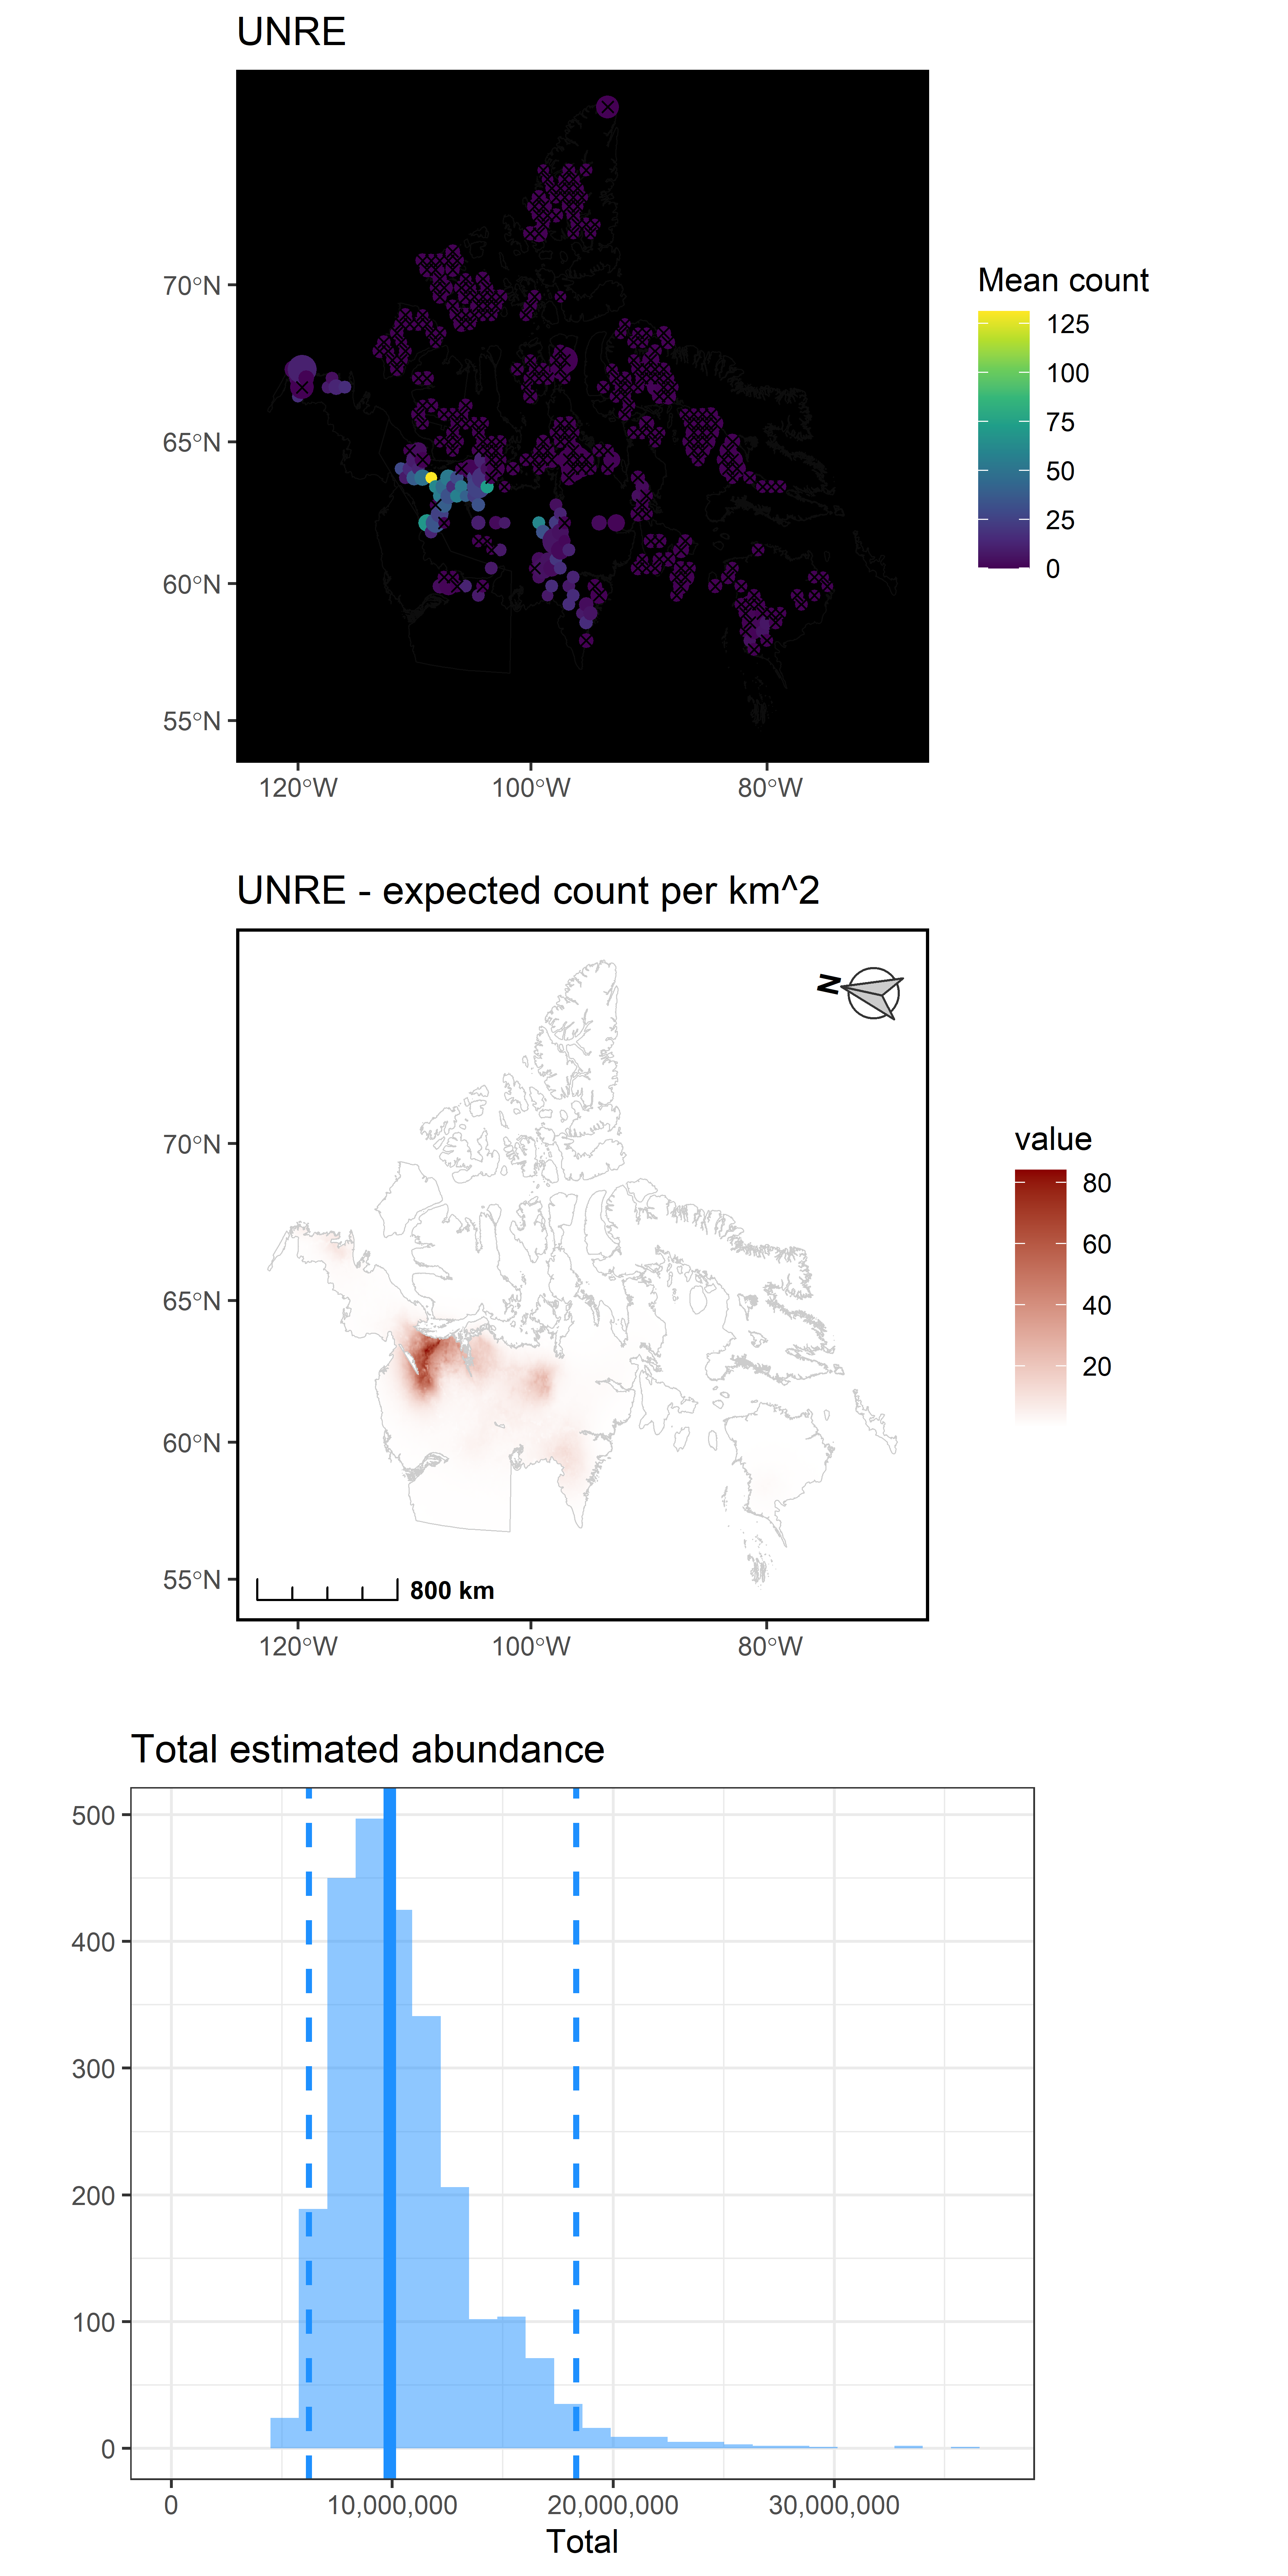 UNRE
70°N
65°N
60°N
55°N
120°W 100°W 80°W
Mean count
125
100
75
50
25
0
UNRE - expected count per km^2
N
70°N
65°N
60°N
55°N
800 km
120°W 100°W 80°W
value
80
60
40
20
Total estimated abundance
500
400
300
200
100
0
0 10,000,000 20,000,000 30,000,000
Total